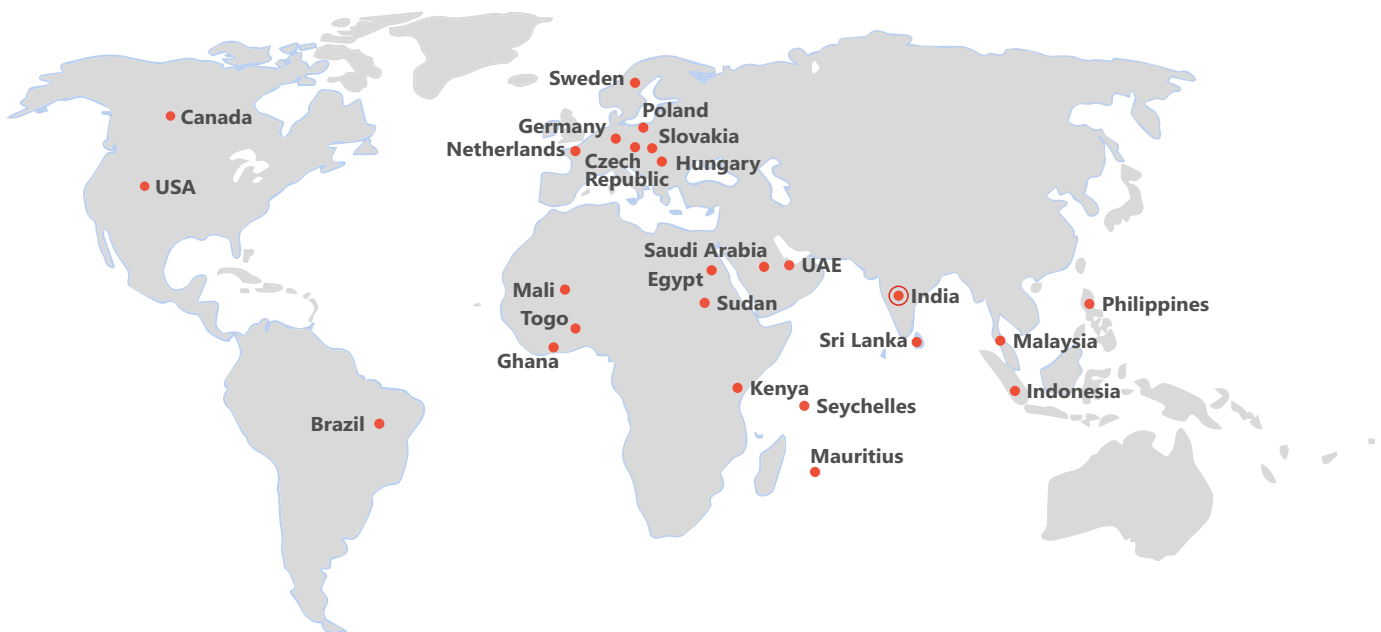 Sweden
Canada
Poland
Germany
Slovakia
Netherlands
Czech
Republic
Hungary
USA
Saudi Arabia
UAE
Egypt
Mali
India
Sudan
Philippines
Togo
Sri Lanka
Malaysia
Ghana
Kenya
Indonesia
Seychelles
Brazil
Mauritius